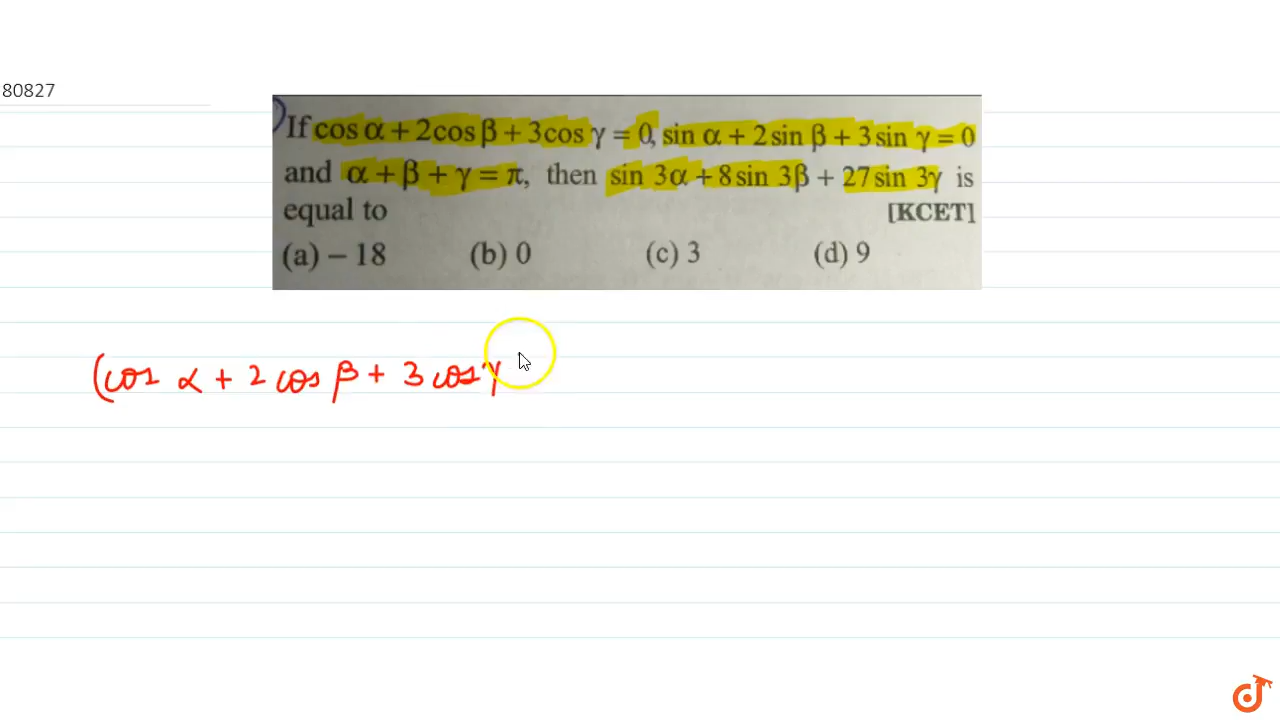 80827
If cos α + 2cos β + 3cos γ = 0, sin α + 2 sin β + 3 sin γ = 0
and α + β + γ = π, then sin 3α + 8 sin 3β + 27 sin 3γ is
equal to [KCET]
(a) – 18 (b) 0 (c) 3 (d) 9
(cos α + 2 cos β + 3 cos γ